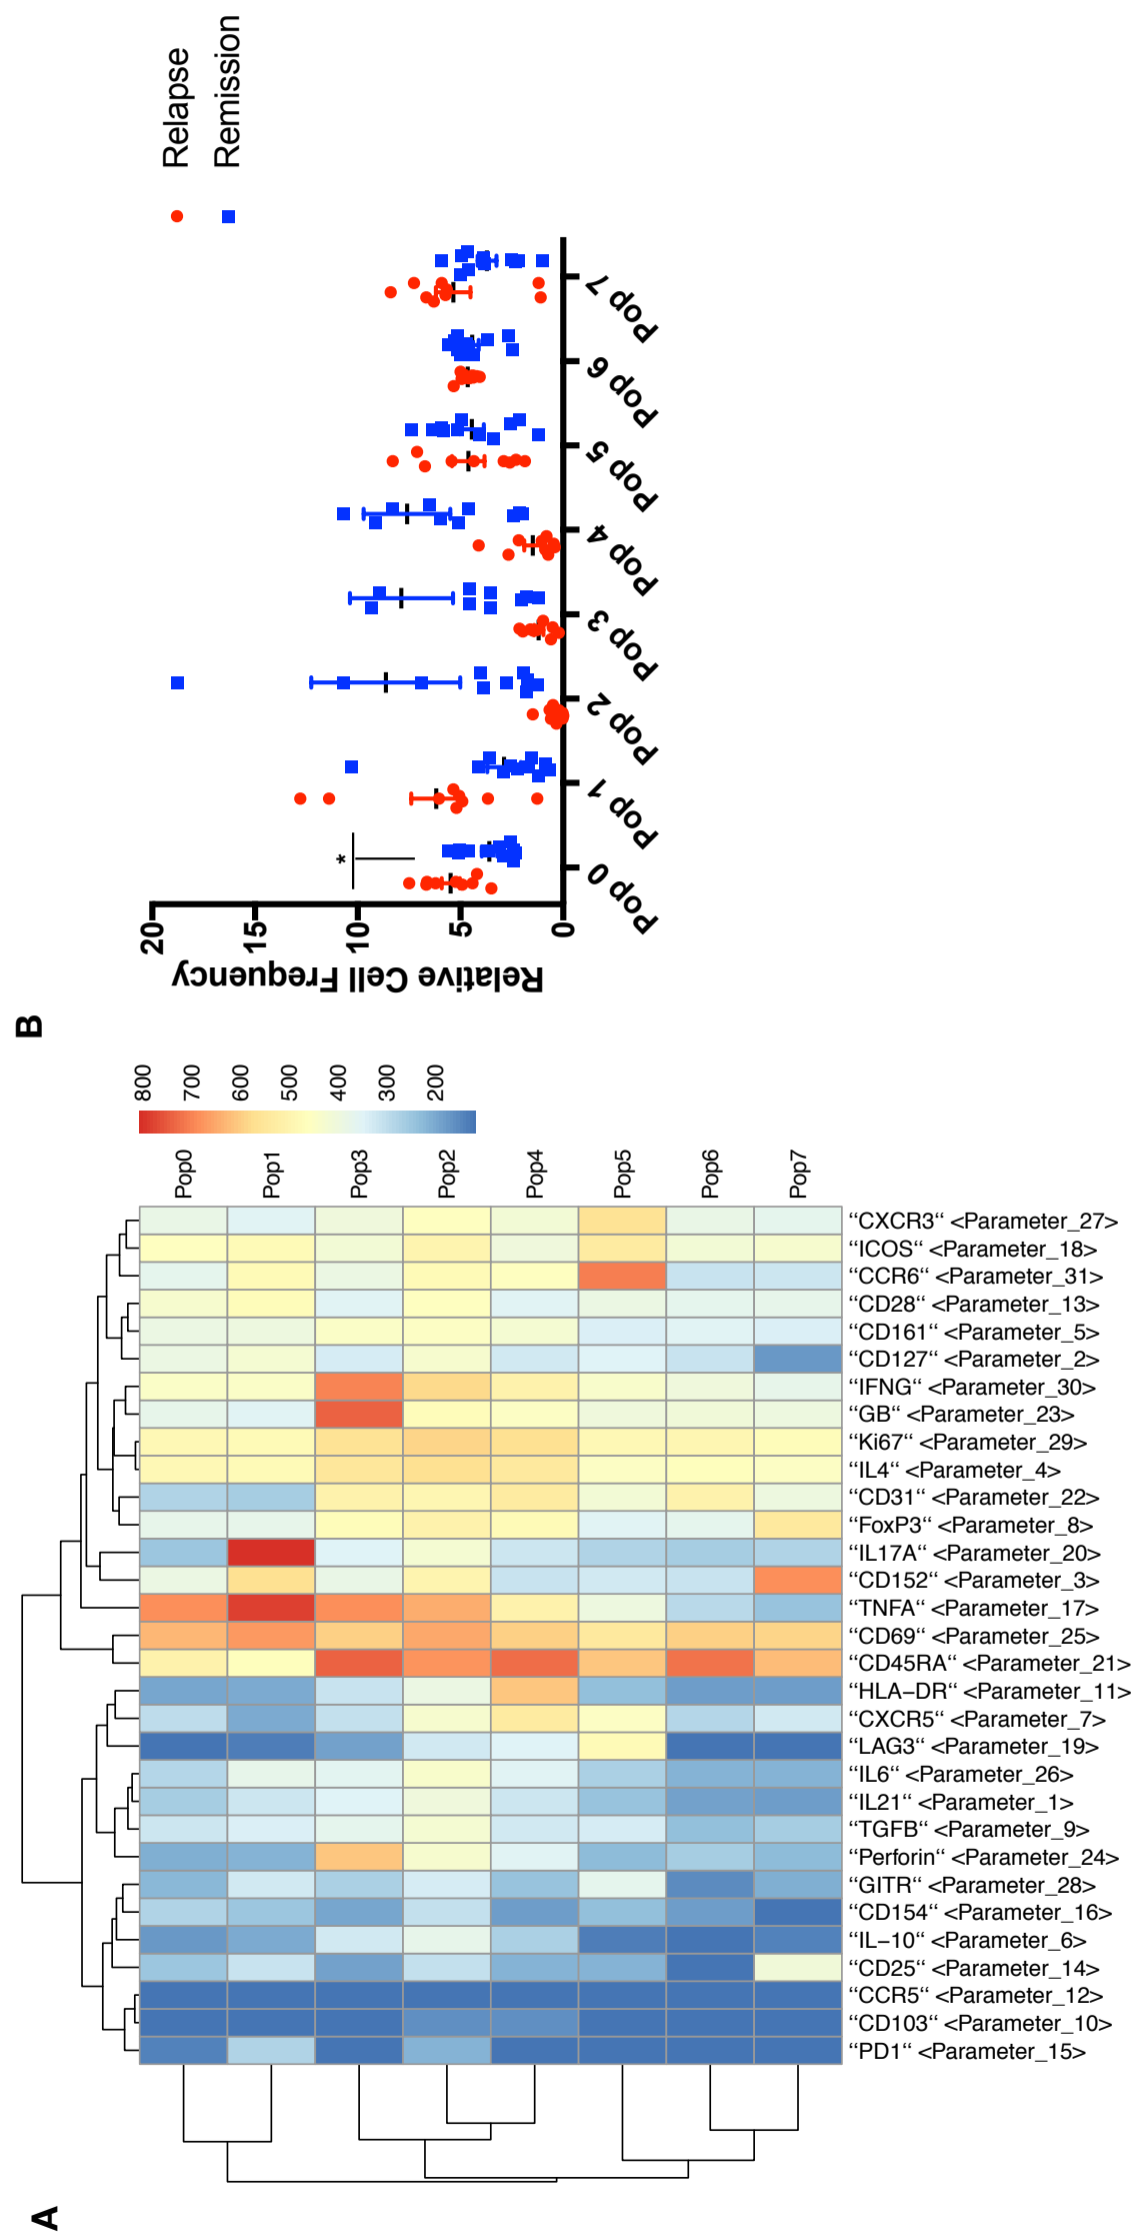 A
800
700
600
500
400
300
200
Pop0
Pop1
Pop3
Pop2
Pop4
Pop5
Pop6
Pop7
“CXCR3“ <Parameter_27>
“ICOS“ <Parameter_18>
“CCR6“ <Parameter_31>
“CD28“ <Parameter_13>
“CD161“ <Parameter_5>
“CD127“ <Parameter_2>
“IFNG“ <Parameter_30>
“GB“ <Parameter_23>
“Ki67“ <Parameter_29>
“IL4“ <Parameter_4>
“CD31“ <Parameter_22>
“FoxP3“ <Parameter_8>
“IL17A“ <Parameter_20>
“CD152“ <Parameter_3>
“TNFA“ <Parameter_17>
“CD69“ <Parameter_25>
“CD45RA“ <Parameter_21>
“HLA−DR“ <Parameter_11>
“CXCR5“ <Parameter_7>
“LAG3“ <Parameter_19>
“IL6“ <Parameter_26>
“IL21“ <Parameter_1>
“TGFB“ <Parameter_9>
“Perforin“ <Parameter_24>
“GITR“ <Parameter_28>
“CD154“ <Parameter_16>
“IL−10“ <Parameter_6>
“CD25“ <Parameter_14>
“CCR5“ <Parameter_12>
“CD103“ <Parameter_10>
“PD1“ <Parameter_15>
B
Relapse
Remission
Relative Cell Frequency
20
15
10
5
0
*
Pop 0
Pop 1
Pop 2
Pop 3
Pop 4
Pop 5
Pop 6
Pop 7